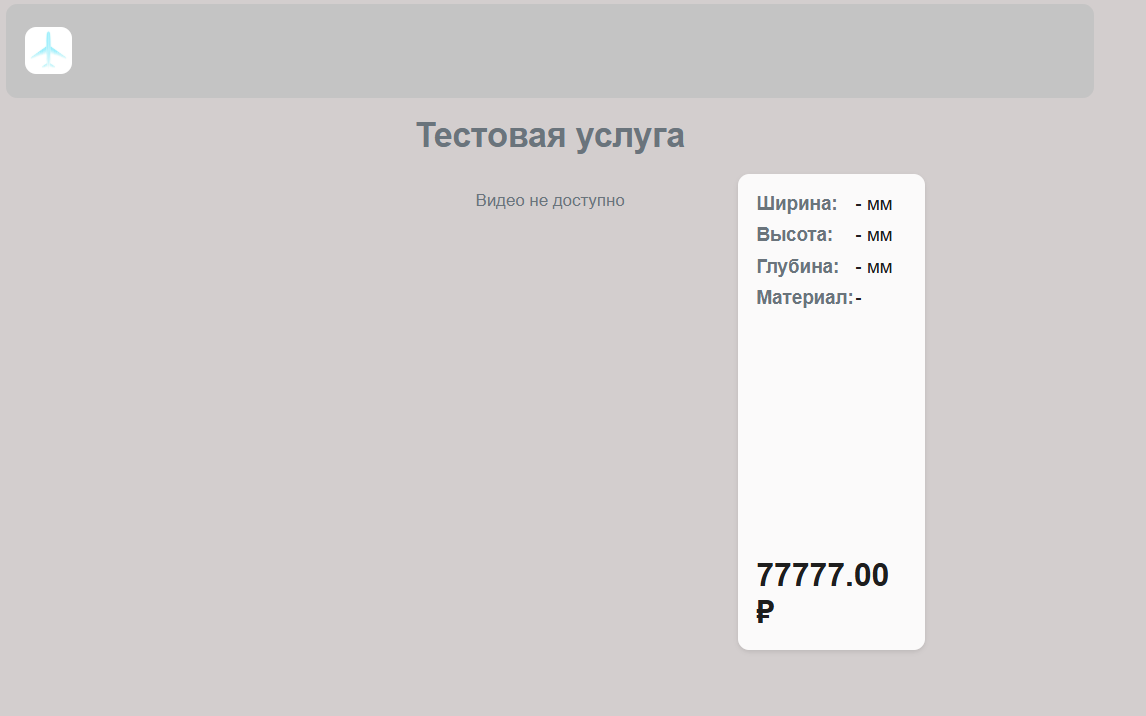 Тестовая услуга
Видео не доступно
Ширина: - мм
Высота: - мм
Глубина: - мм
Материал: -
77777.00
₽